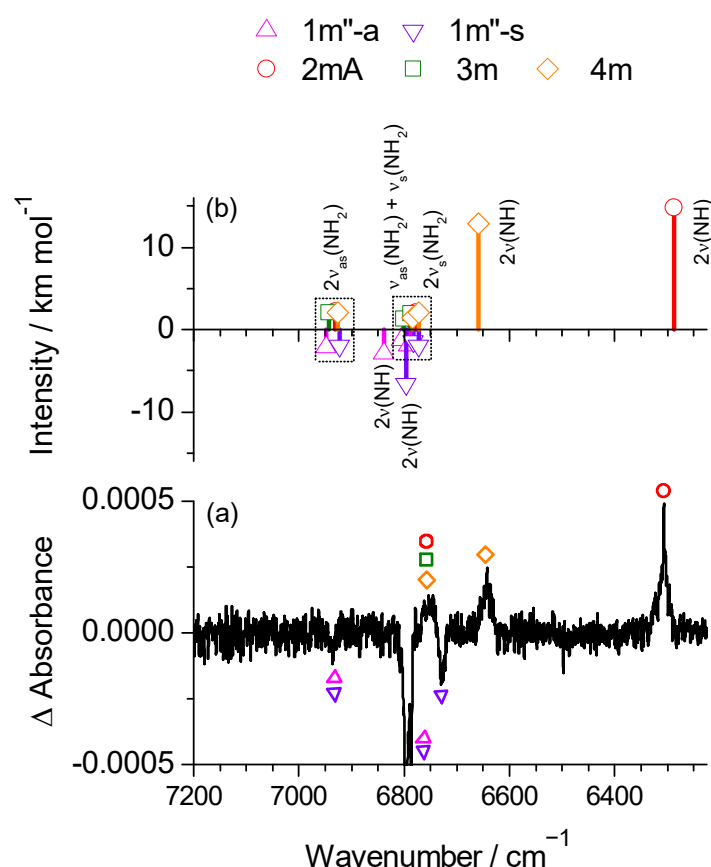 1m"-a 1m"-s
2mA 3m 4m
(b)
Intensity / km mol⁻¹
10
0
-10
2νas(NH₂)
νas(NH₂) + νs(NH₂)
2νs(NH₂)
2ν(NH)
2ν(NH)
2ν(NH)
2ν(NH)
(a)
Δ Absorbance
0.0005
0.0000
-0.0005
7200 7000 6800 6600 6400
Wavenumber / cm⁻¹